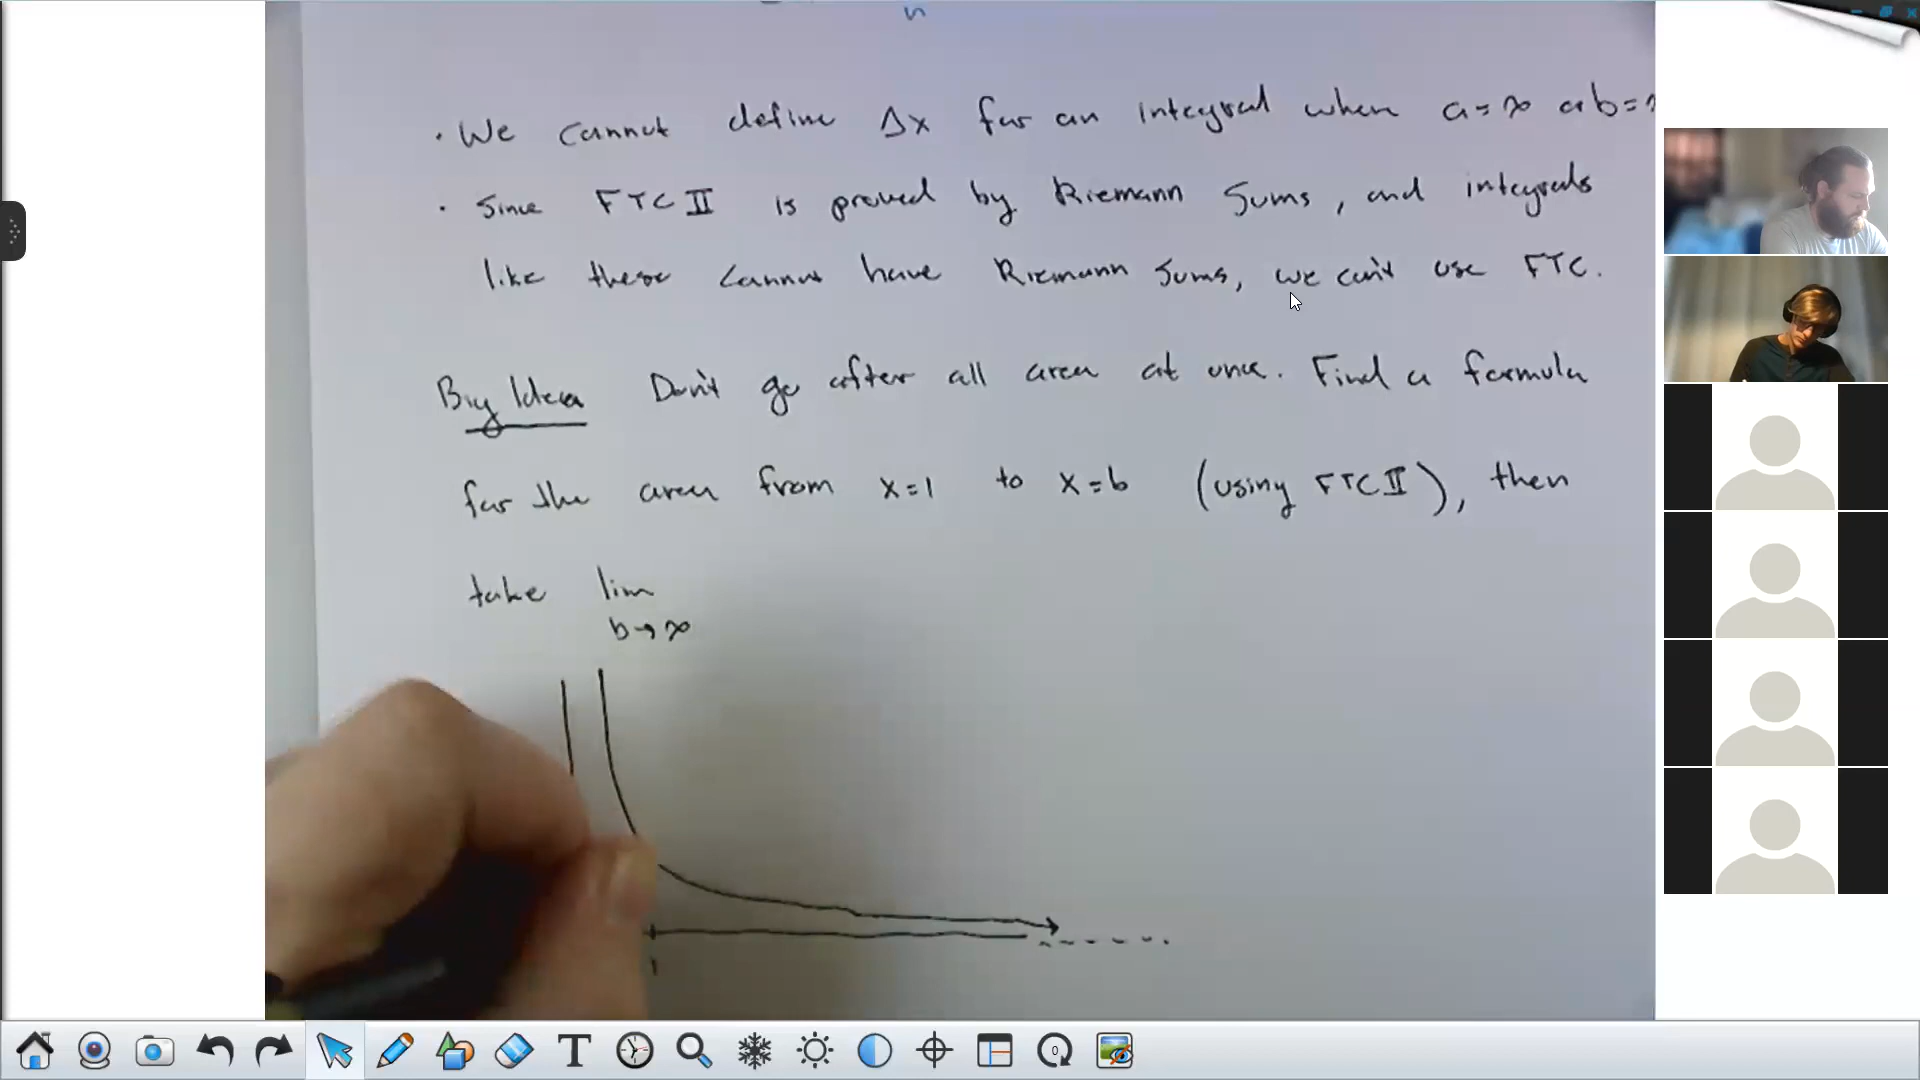 n
· We cannot define Δx for an integral when a=∞ or b=
· Since FTC II is proved by Riemann Sums, and integrals
like these cannot have Riemann Sums, we can't use FTC.
Big Idea Don't go after all area at once. Find a formula
for the area from x=1 to x=b (using FTC II), then
take lim
b→∞
1
T
0